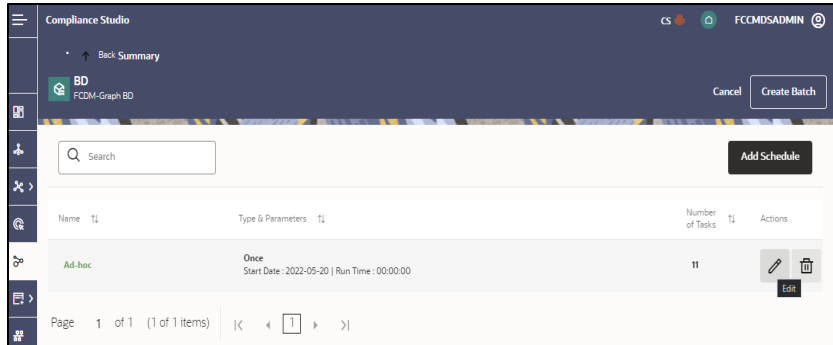 Compliance Studio
CS
FCCMDSADMIN
Back Summary
BD
FCDM-Graph BD
Cancel
Create Batch
Search
Add Schedule
Name
Type & Parameters
Number of Tasks
Actions
Ad-hoc
Once
Start Date : 2022-05-20 | Run Time : 00:00:00
11
Edit
Page 1 of 1 (1 of 1 items) 1